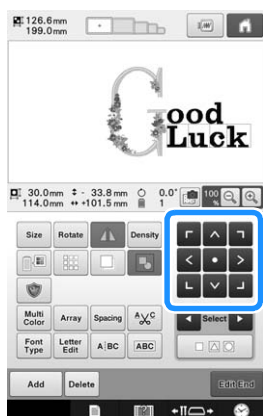 126.6mm
199.0mm
Good
Luck
30.0mm - 33.8mm 0.0°
114.0mm +101.5mm 1
100%
Size Rotate Density
Multi Color Array Spacing ABC
Font Type Letter Edit ABC ABC
Select
Add Delete Edit End